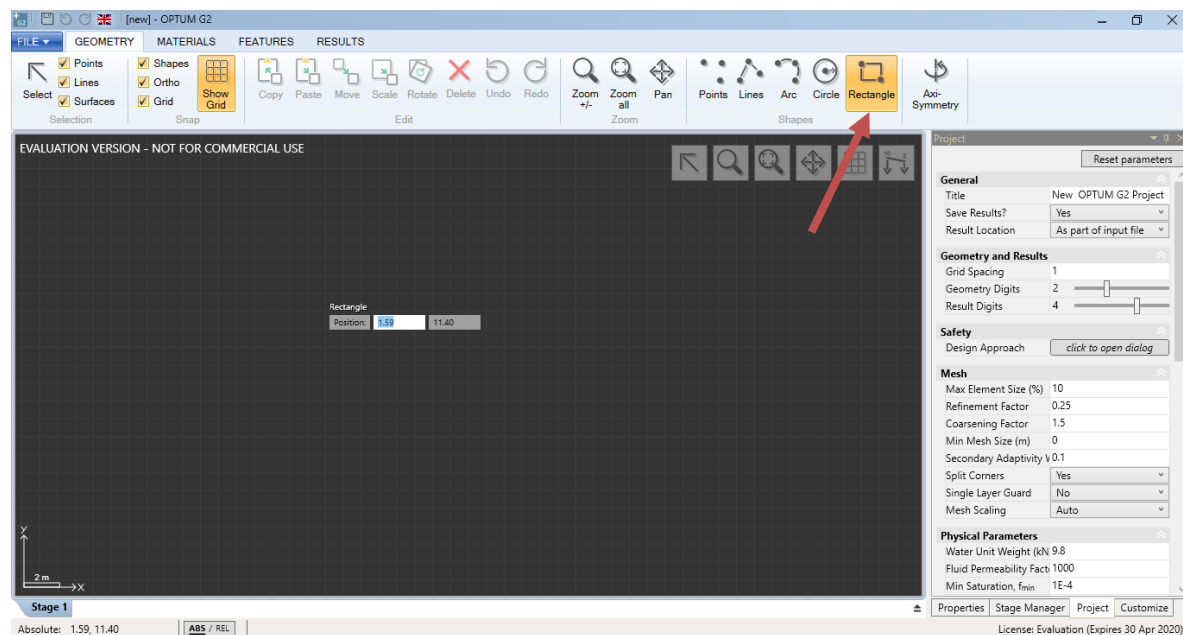 [new] - OPTUM G2
FILE GEOMETRY MATERIALS FEATURES RESULTS
Select
Points
Lines
Surfaces
Selection
Shapes
Ortho
Grid
Show Grid
Snap
Copy Paste Move Scale Rotate Delete Undo Redo
Edit
Zoom +/-
Zoom all
Pan
Zoom
Points Lines Arc Circle Rectangle
Shapes
Axi-
Symmetry
EVALUATION VERSION - NOT FOR COMMERCIAL USE
Rectangle
Position: 1.59 11.40
y
2 m
x
Project
Reset parameters
General
Title New OPTUM G2 Project
Save Results? Yes
Result Location As part of input file
Geometry and Results
Grid Spacing 1
Geometry Digits 2
Result Digits 4
Safety
Design Approach click to open dialog
Mesh
Max Element Size (%) 10
Refinement Factor 0.25
Coarsening Factor 1.5
Min Mesh Size (m) 0
Secondary Adaptivity 0.1
Split Corners Yes
Single Layer Guard No
Mesh Scaling Auto
Physical Parameters
Water Unit Weight (kN 9.8
Fluid Permeability Fact 1000
Min Saturation, fmin 1E-4
Stage 1
Properties Stage Manager Project Customize
Absolute: 1.59, 11.40 ABS / REL
License: Evaluation (Expires 30 Apr 2020)